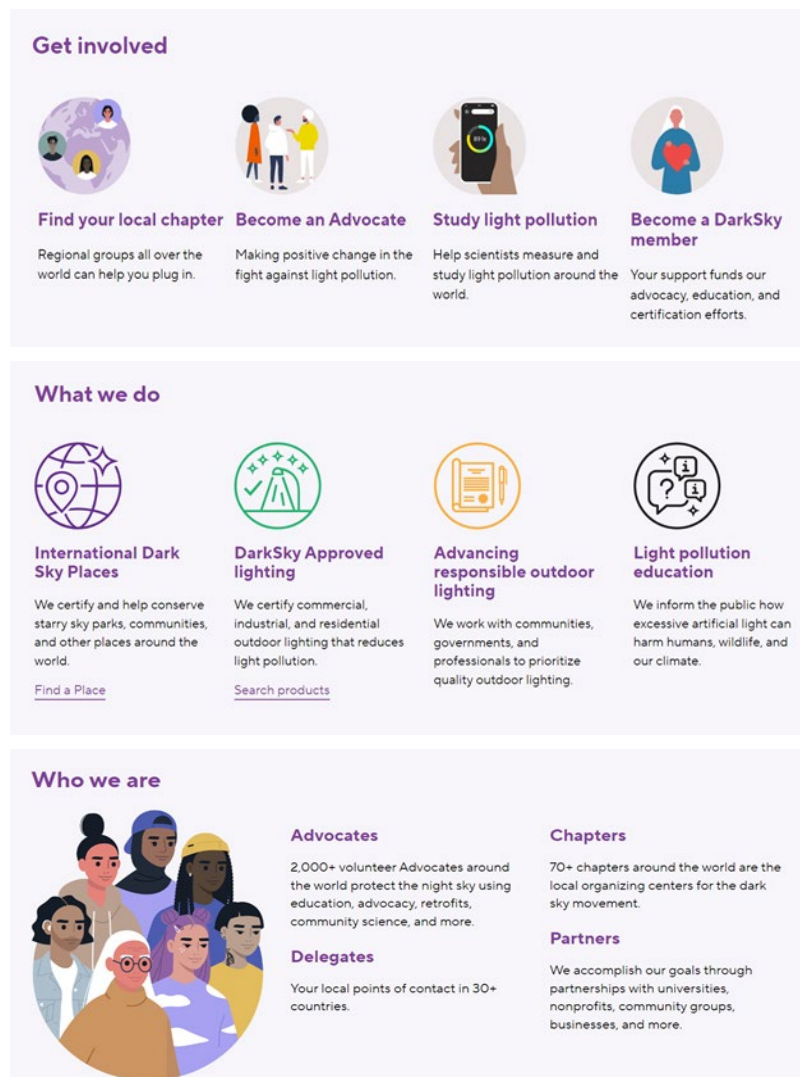 Get involved
Find your local chapter
Regional groups all over the
world can help you plug in.
Become an Advocate
Making positive change in the
fight against light pollution.
Study light pollution
Help scientists measure and
study light pollution around the
world.
Become a DarkSky
member
Your support funds our
advocacy, education, and
certification efforts.
What we do
International Dark
Sky Places
We certify and help conserve
starry sky parks, communities,
and other places around the
world.
Find a Place
DarkSky Approved
lighting
We certify commercial,
industrial, and residential
outdoor lighting that reduces
light pollution.
Search products
Advancing
responsible outdoor
lighting
We work with communities,
governments, and
professionals to prioritize
quality outdoor lighting.
Light pollution
education
We inform the public how
excessive artificial light can
harm humans, wildlife, and
our climate.
Who we are
Advocates
2,000+ volunteer Advocates around
the world protect the night sky using
education, advocacy, retrofits,
community science, and more.
Delegates
Your local points of contact in 30+
countries.
Chapters
70+ chapters around the world are the
local organizing centers for the dark
sky movement.
Partners
We accomplish our goals through
partnerships with universities,
nonprofits, community groups,
businesses, and more.